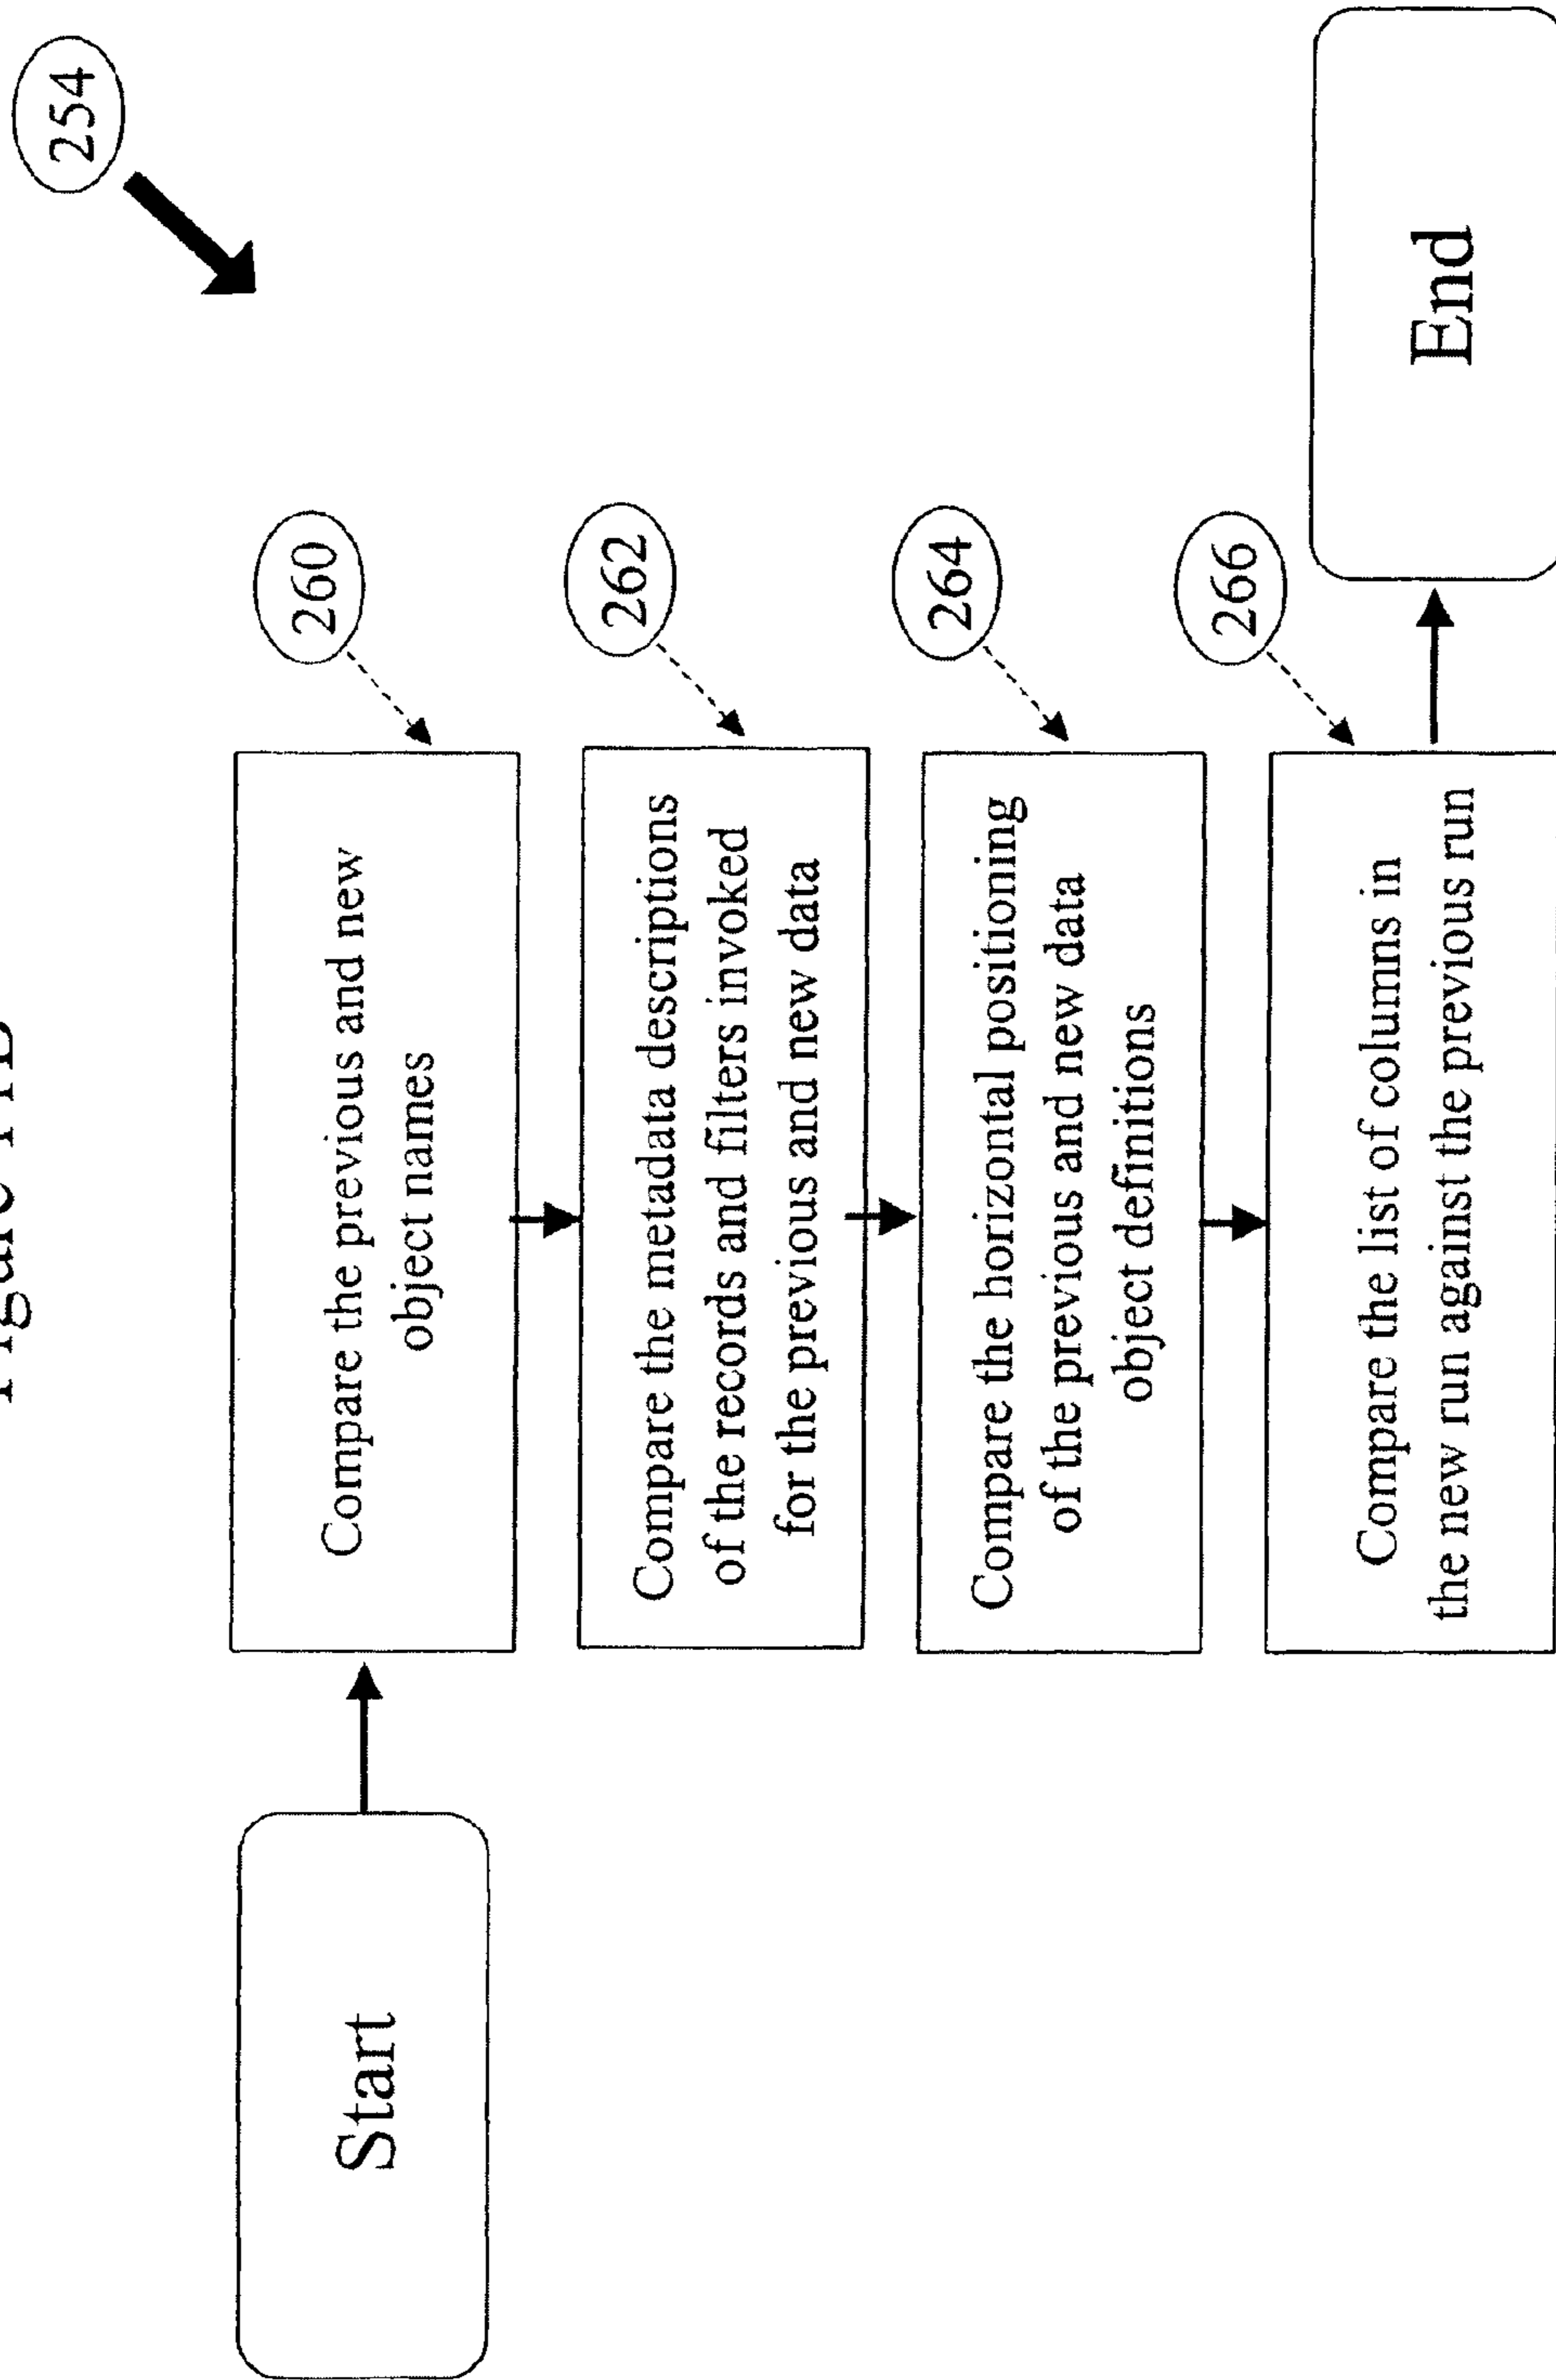 Figure
254
Start
Compare the previous and new
object names
260
Compare the metadata descriptions
of the records and filters invoked
for the previous and new data
262
Compare the horizontal positioning
of the previous and new data
object definitions
264
Compare the list of columns in
the new run against the previous run
266
End